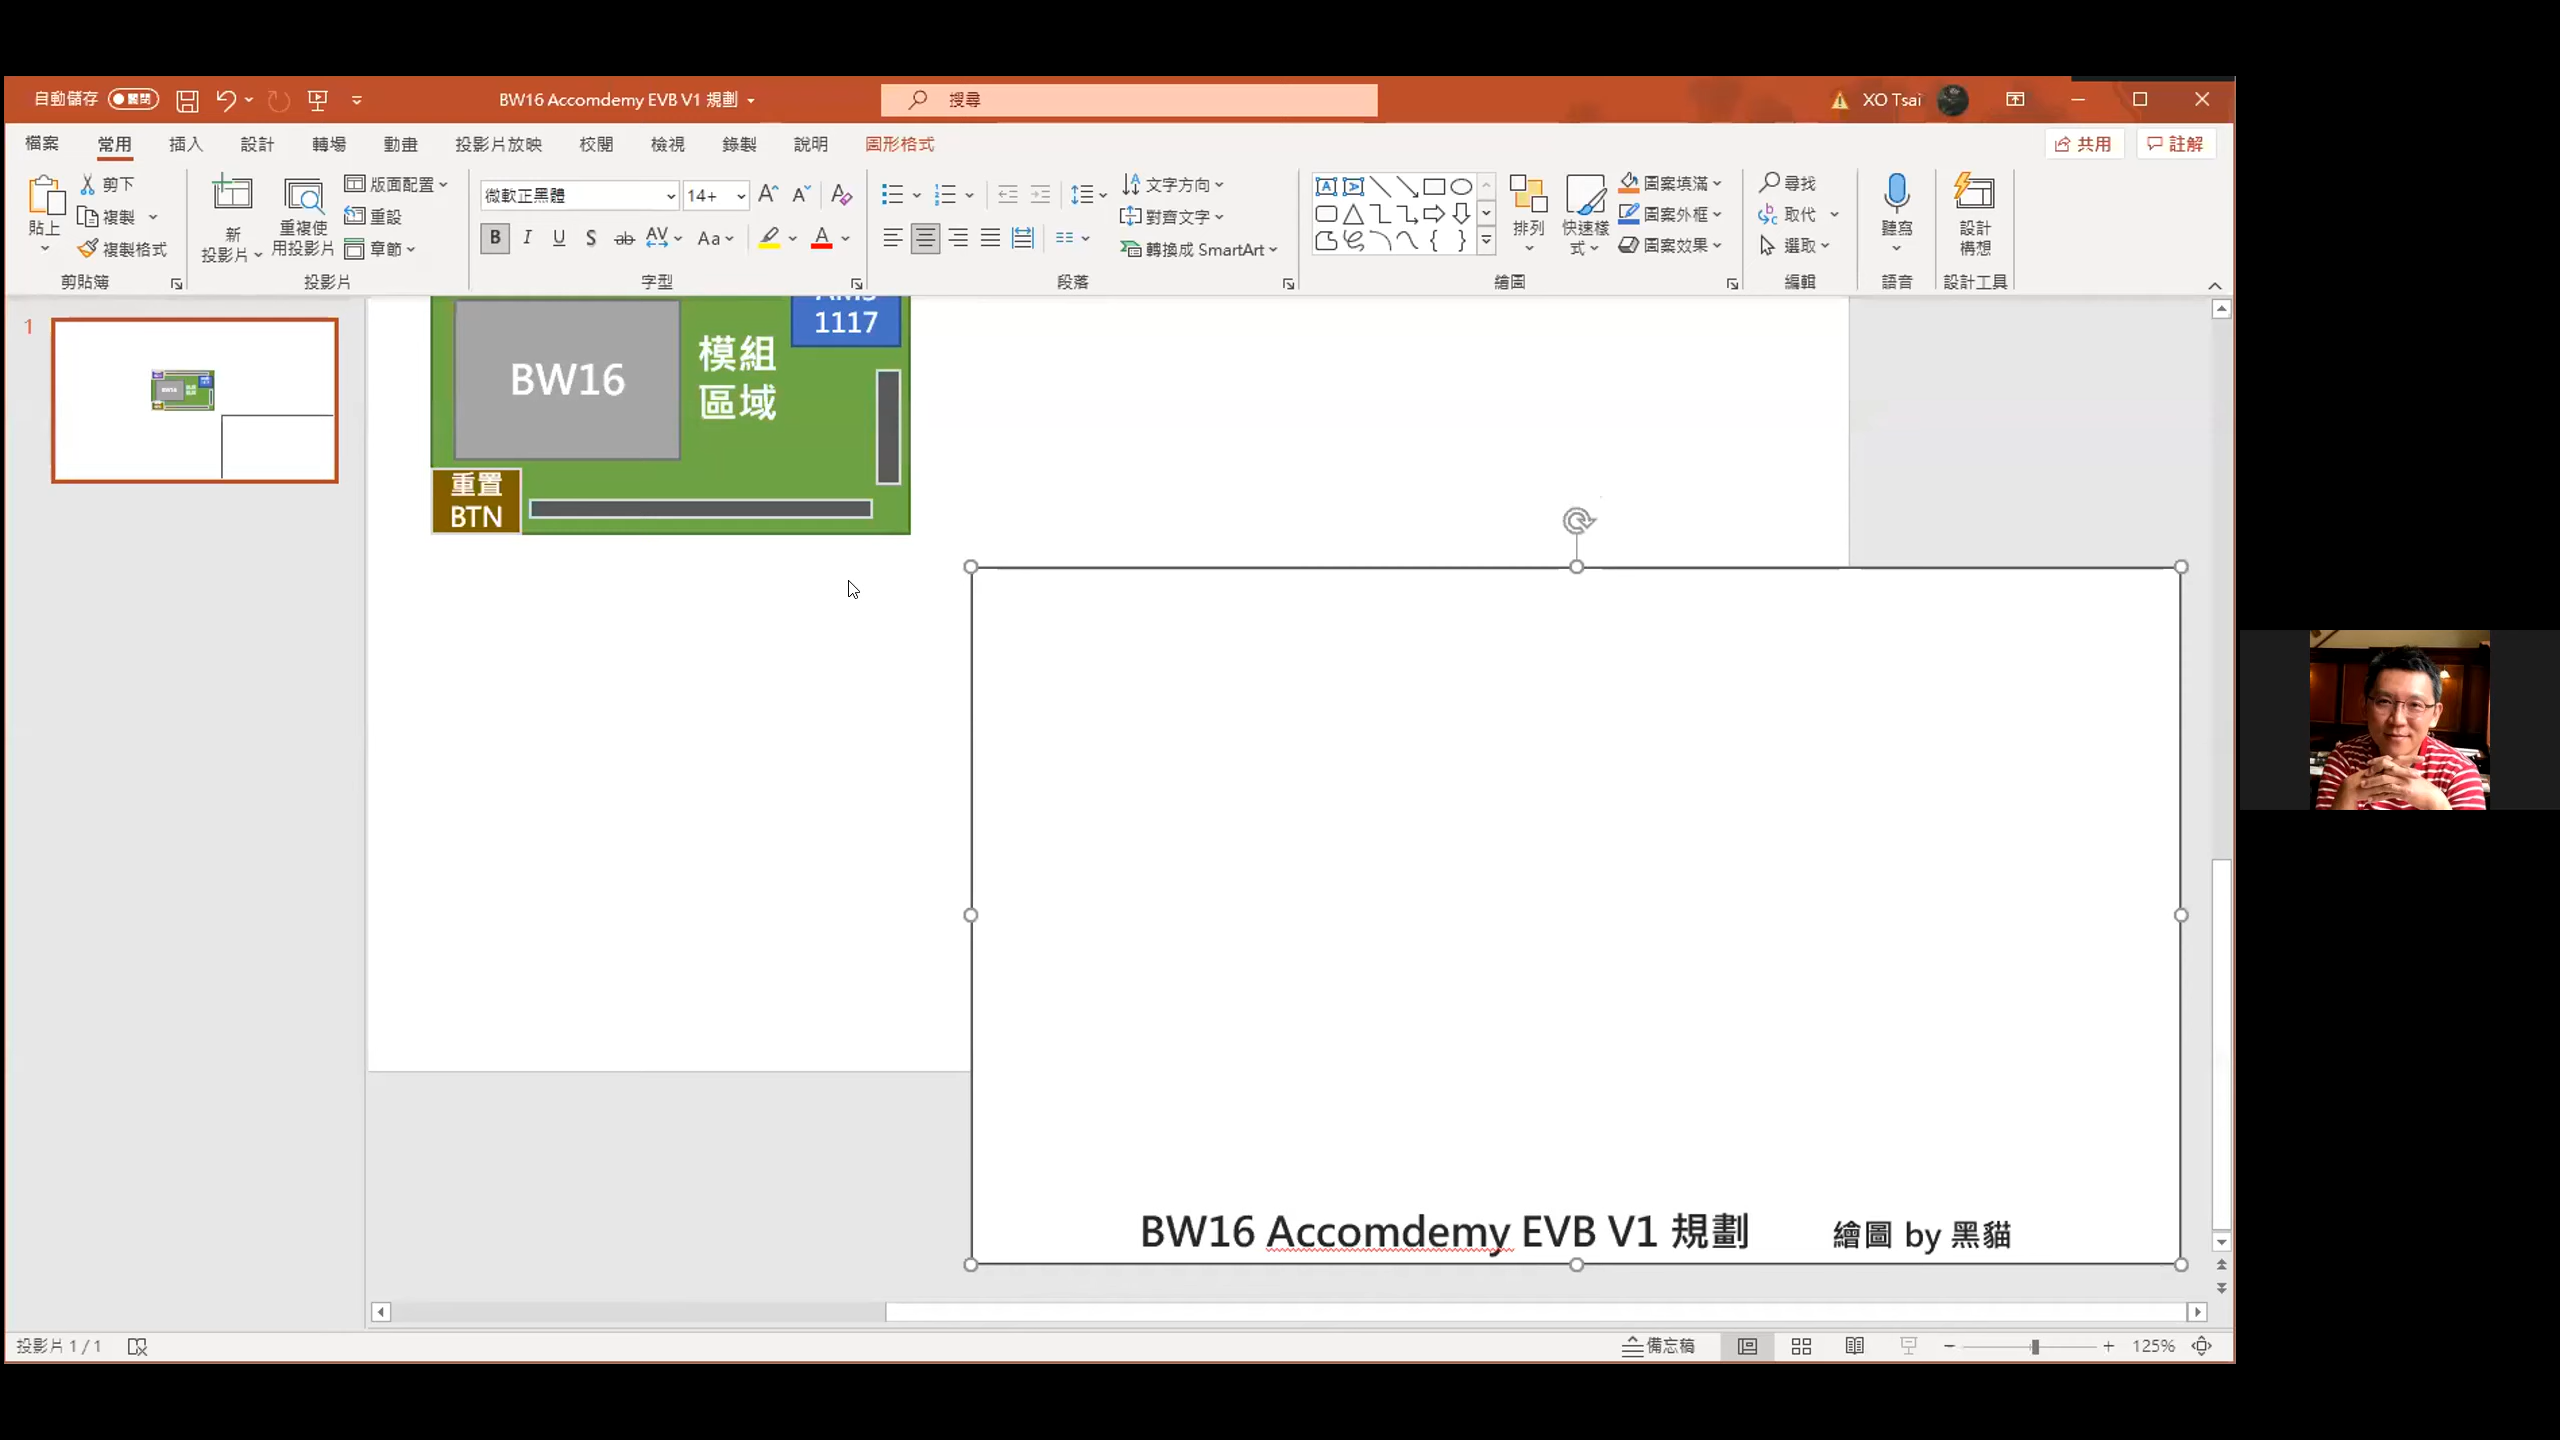 自動儲存 關閉 BW16 Accomdemy EVB V1 規劃 搜尋 XO Tsai
檔案 常用 插入 設計 轉場 動畫 投影片放映 校閱 檢視 錄製 說明 圖形格式 共用 註解
貼上 剪下 複製 複製格式 剪貼簿
新投影片 重複使用投影片 版面配置 重設 章節 投影片
微軟正黑體 14+ A A A
B I U S ab AV Aa A 字型
文字方向 對齊文字 轉換成 SmartArt 段落
排列 快速樣式 圖案填滿 圖案外框 圖案效果 繪圖
尋找 取代 選取 編輯
聽寫 語音
設計構想 設計工具
1
AMS
1117
BW16
模組
區域
重置
BTN
BW16 Accomdemy EVB V1 規劃 繪圖 by 黑貓
投影片 1 / 1 備忘稿 125%